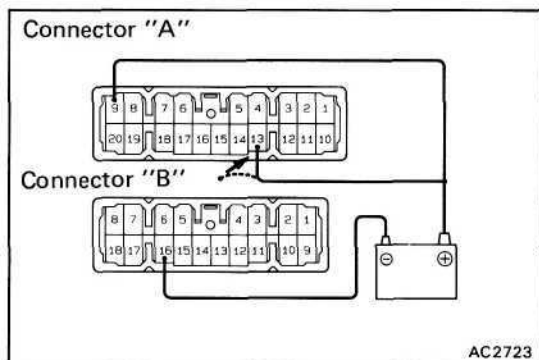 Connector "A"
9 8 7 6 5 4 3 2 1
20 19 18 17 16 15 14 13 12 11 10
Connector "B"
8 7 6 5 4 3 2 1
18 17 16 15 14 13 12 11 10 9
⊖ ⊕
AC2723